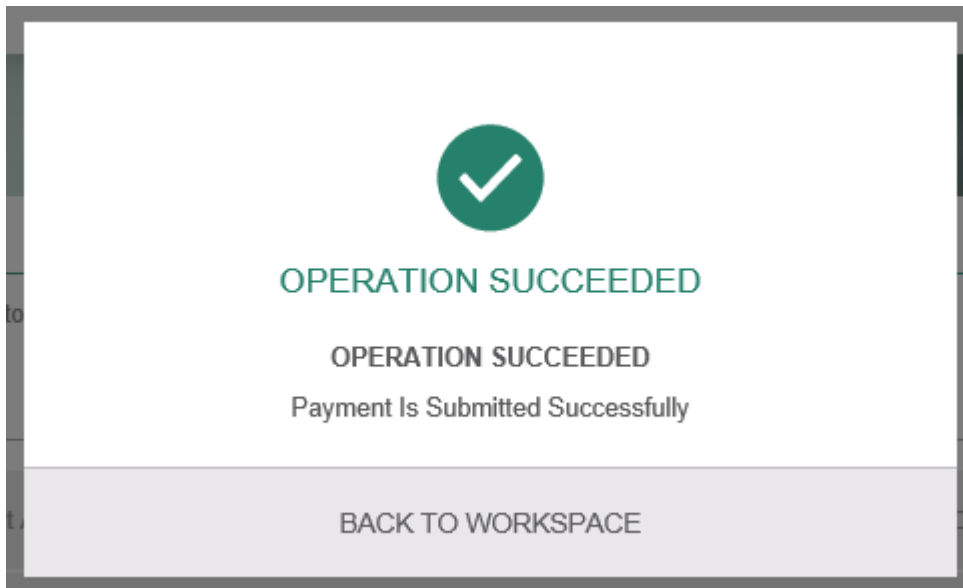 OPERATION SUCCEEDED
OPERATION SUCCEEDED
Payment Is Submitted Successfully
BACK TO WORKSPACE